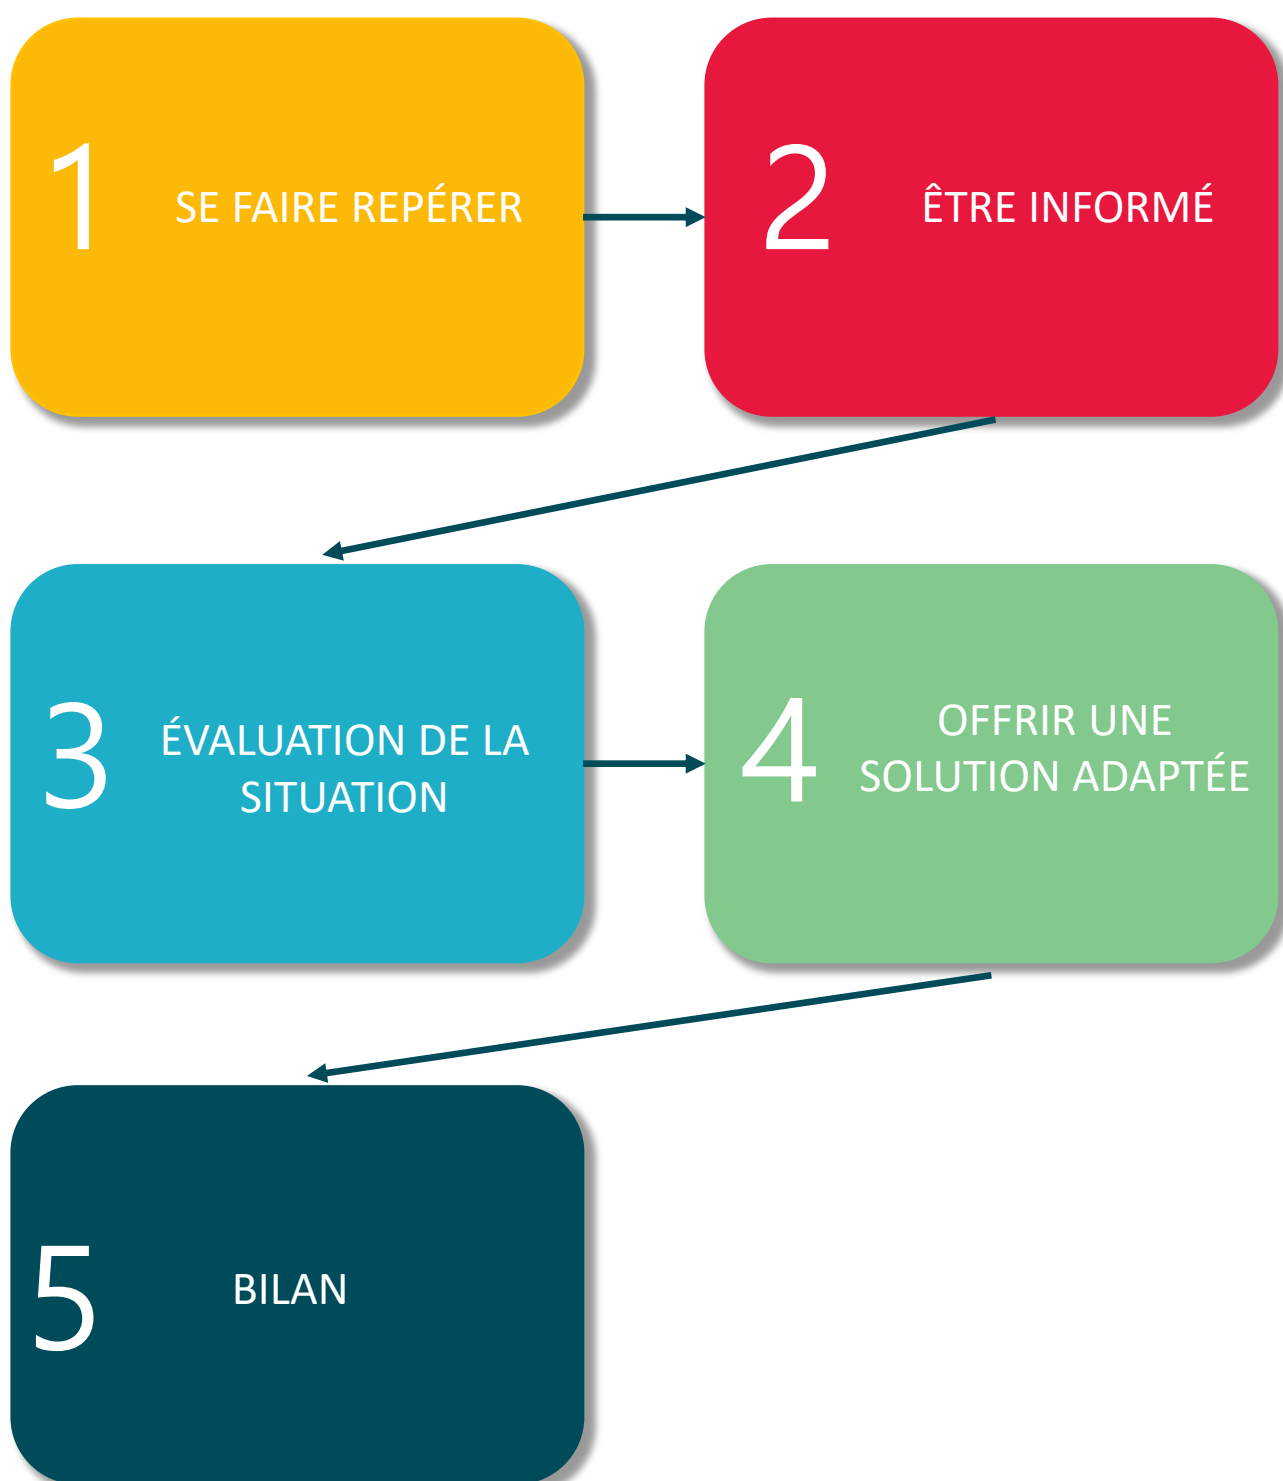 1
SE FAIRE REPÉRER
2
ÊTRE INFORMÉ
3
ÉVALUATION DE LA
SITUATION
4
OFFRIR UNE
SOLUTION ADAPTÉE
5
BILAN